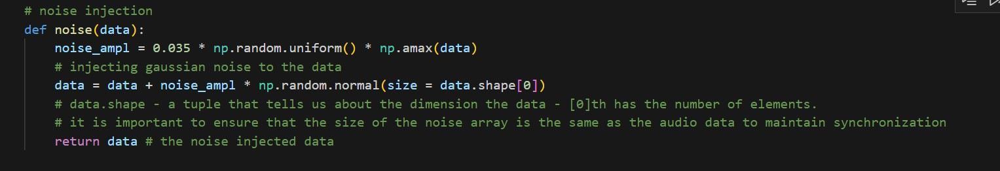 # noise injection
def noise(data):
    noise_ampl = 0.035 * np.random.uniform() * np.amax(data)
    # injecting gaussian noise to the data
    data = data + noise_ampl * np.random.normal(size = data.shape[0])
    # data.shape - a tuple that tells us about the dimension the data - [0]th has the number of elements.
    # it is important to ensure that the size of the noise array is the same as the audio data to maintain synchronization
    return data # the noise injected data